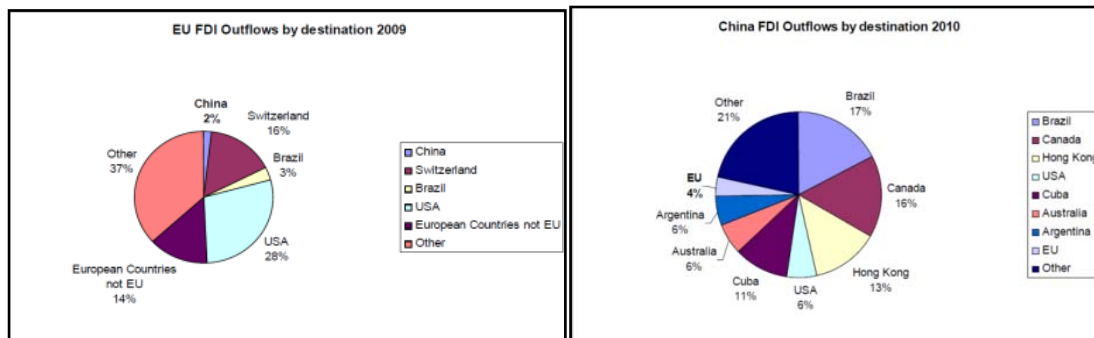 EU FDI Outflows by destination 2009
China
2%
Switzerland
16%
Brazil
3%
USA
28%
European Countries
not EU
14%
Other
37%
China
Switzerland
Brazil
USA
European Countries not EU
Other
China FDI Outflows by destination 2010
Brazil
17%
Canada
16%
Hong Kong
13%
USA
6%
Cuba
11%
Australia
6%
Argentina
6%
EU
4%
Other
21%
Brazil
Canada
Hong Kong
USA
Cuba
Australia
Argentina
EU
Other